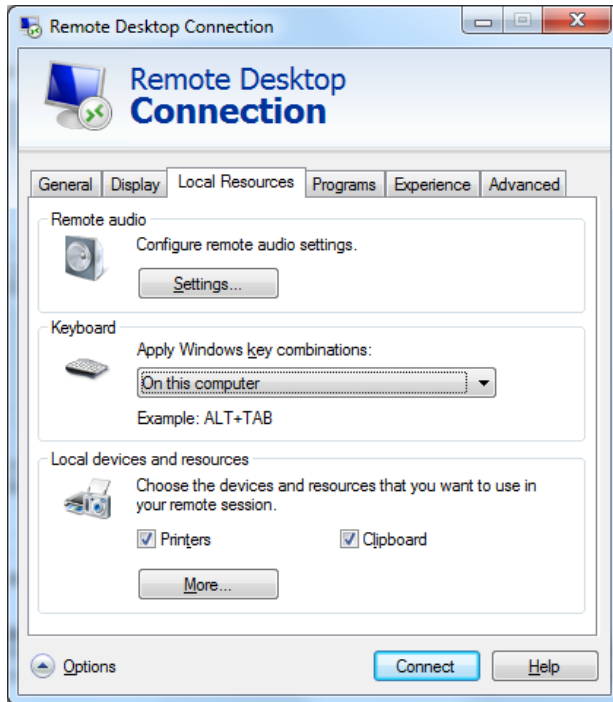 Remote Desktop Connection
Remote Desktop
Connection
General Display Local Resources Programs Experience Advanced
Remote audio
Configure remote audio settings.
Settings...
Keyboard
Apply Windows key combinations:
On this computer
Example: ALT+TAB
Local devices and resources
Choose the devices and resources that you want to use in
your remote session.
Printers Clipboard
More...
Options Connect Help